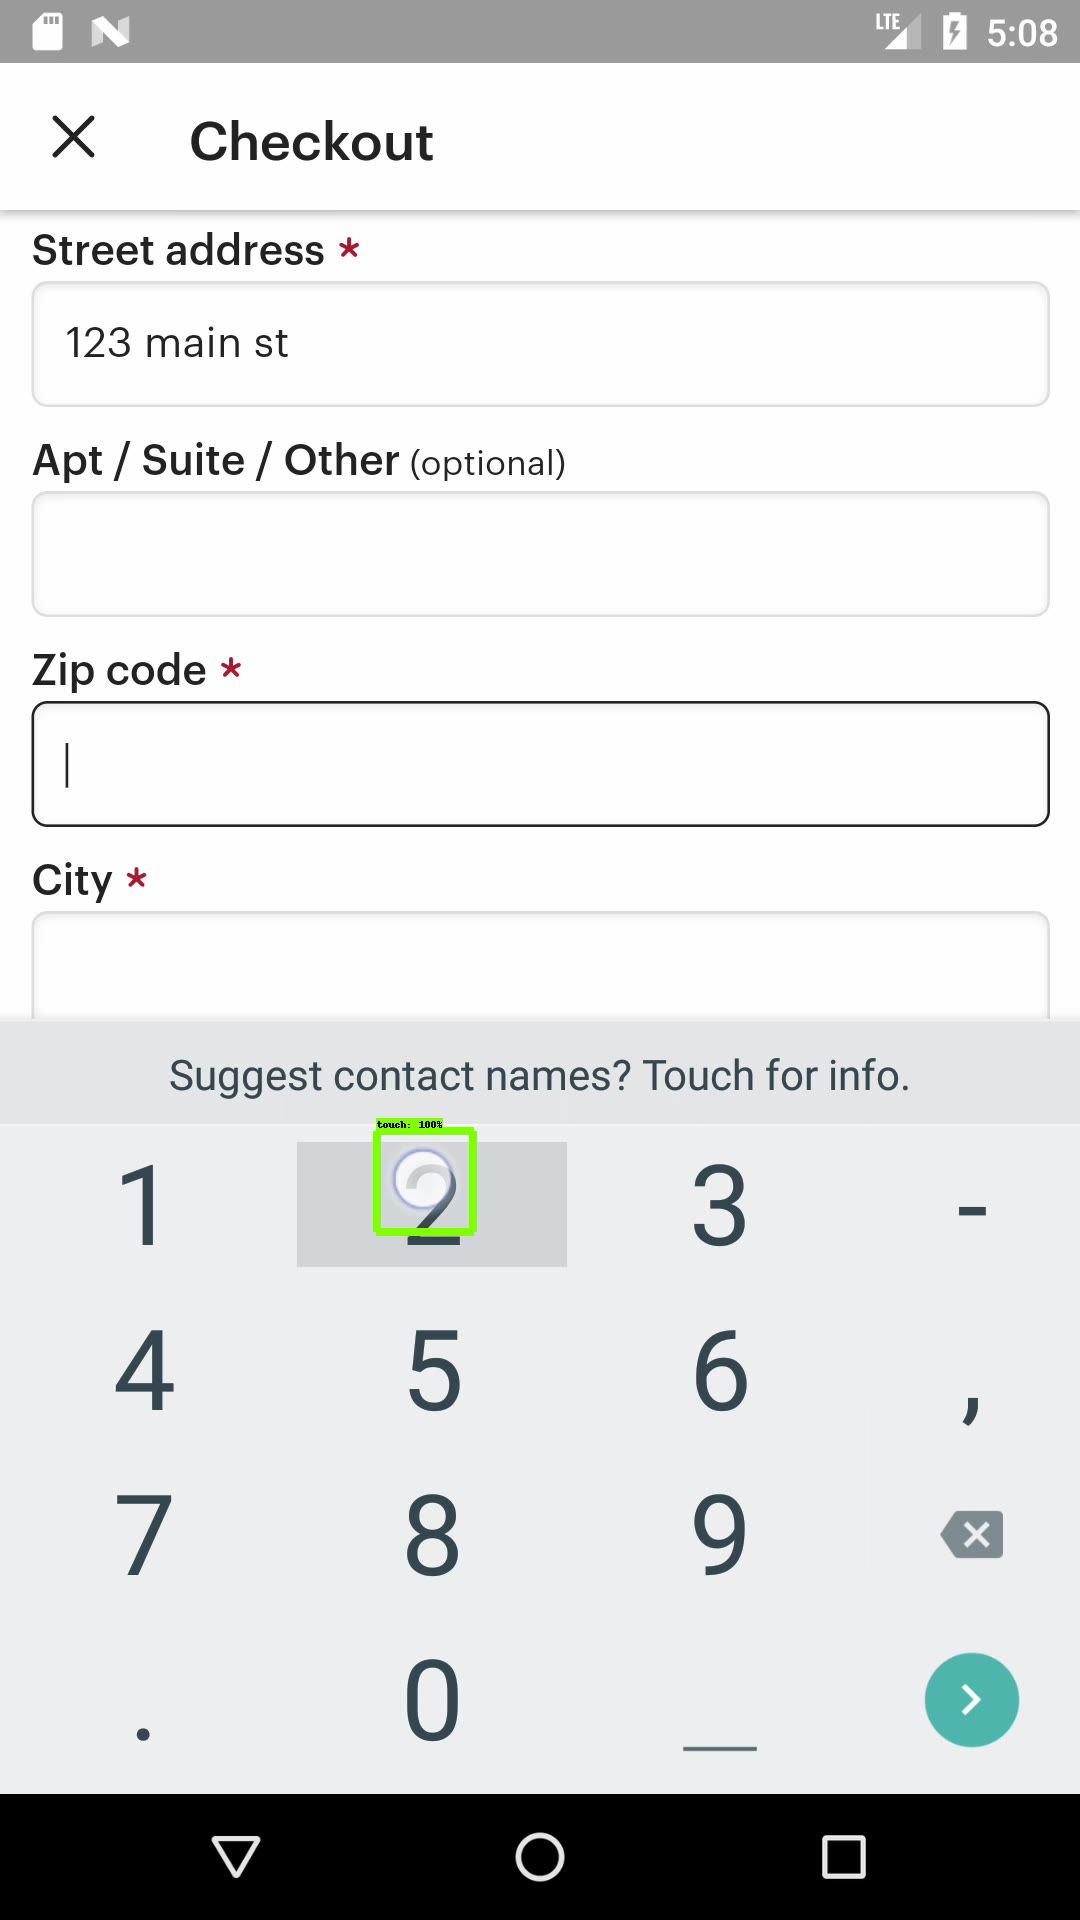 LTE 5:08
Checkout
Street address *
123 main st
Apt / Suite / Other (optional)
Zip code *
City *
Suggest contact names? Touch for info.
touch: 100%
1 2 3 -
4 5 6 ,
7 8 9
. 0 _